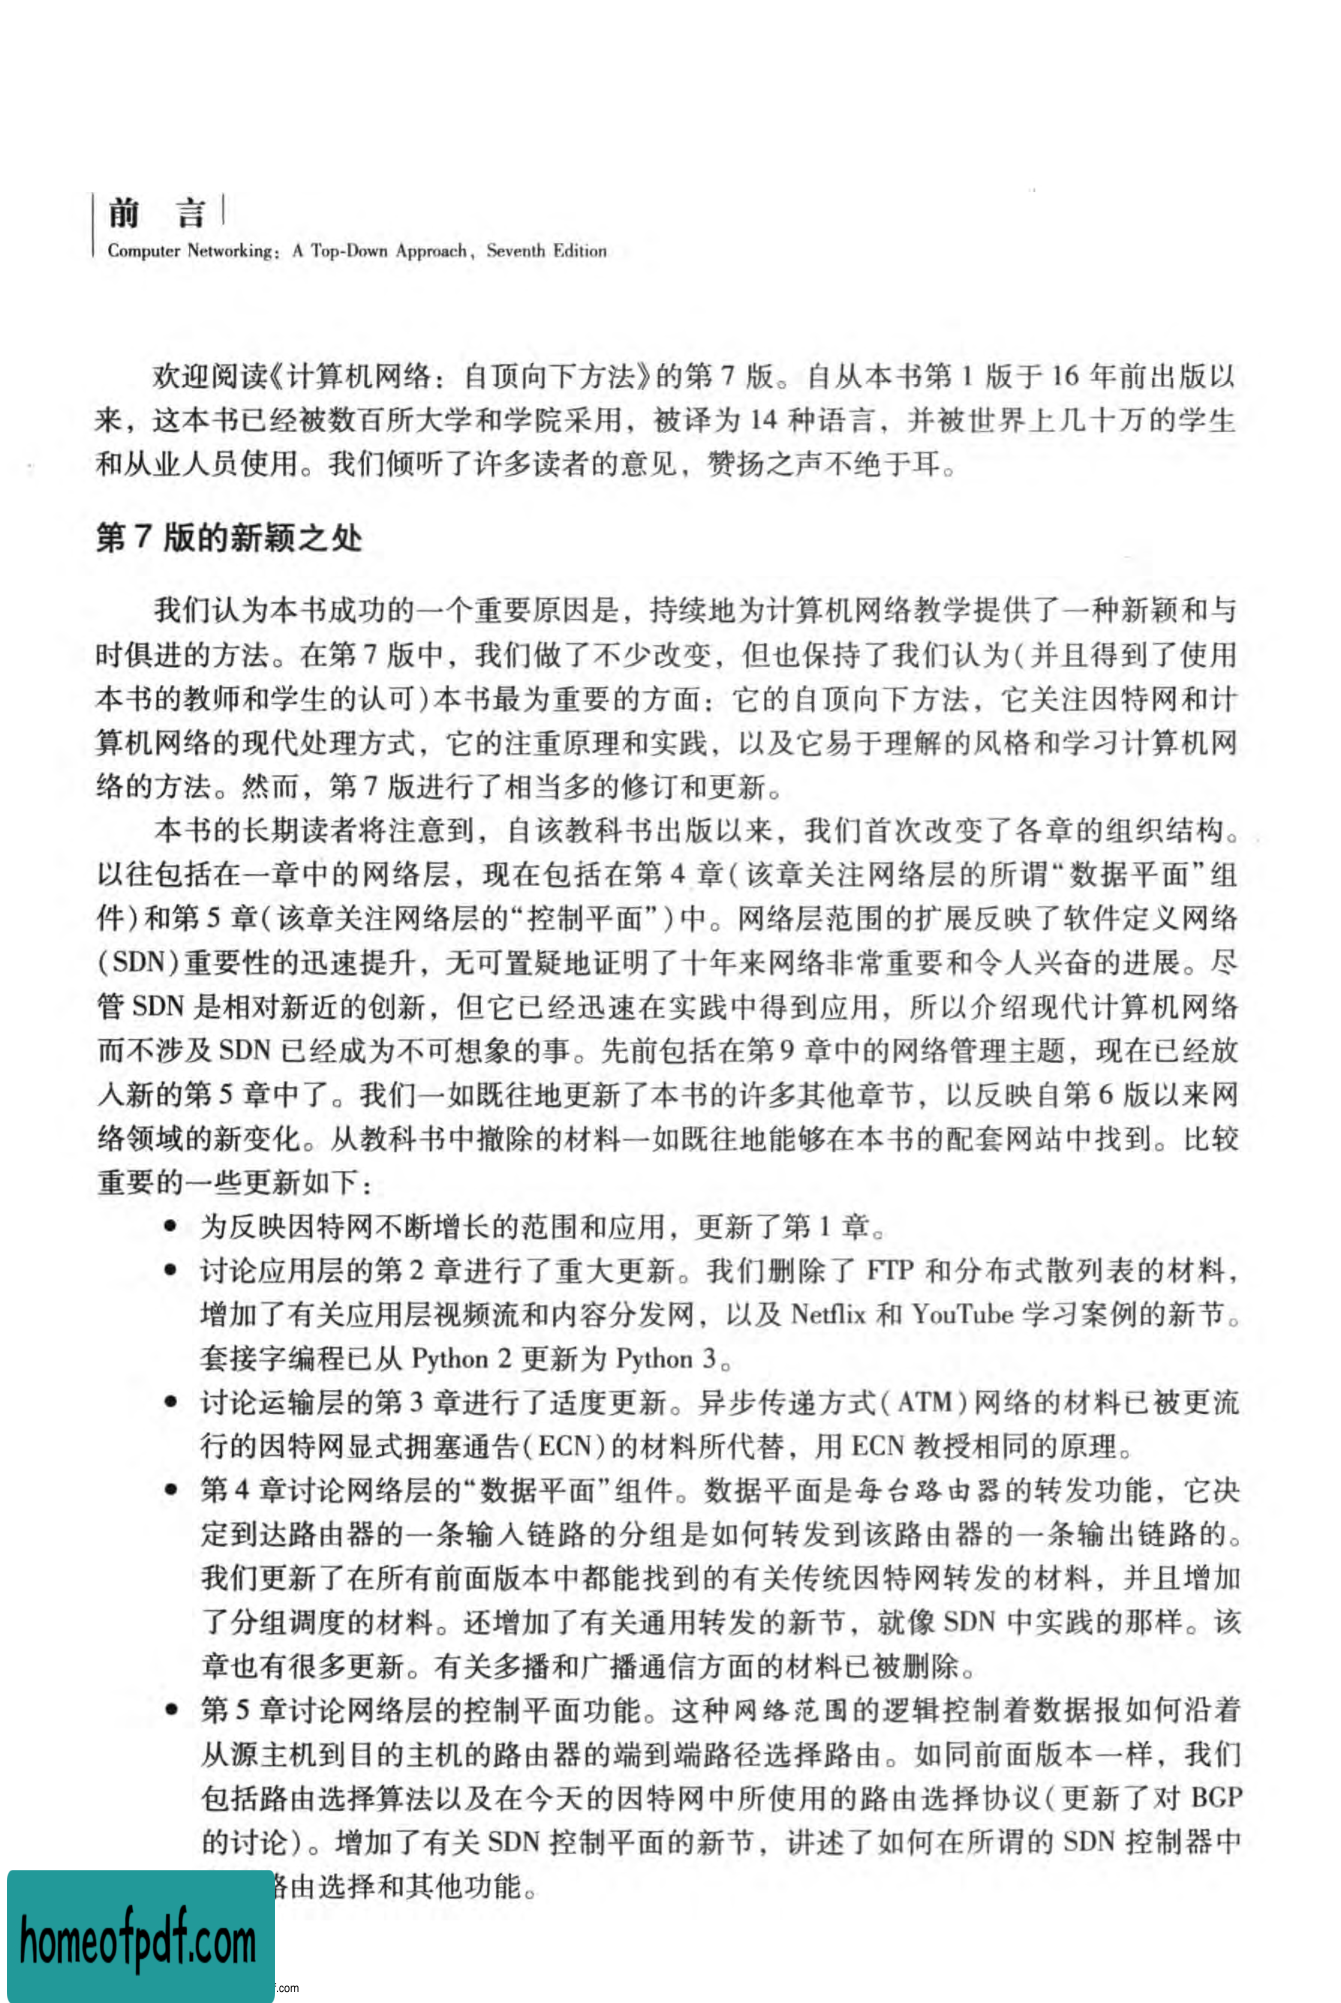 前 言
Computer Networking: A Top-Down Approach, Seventh Edition
欢迎阅读《计算机网络：自顶向下方法》的第 7 版。自从本书第 1 版于 16 年前出版以
来，这本书已经被数百所大学和学院采用，被译为 14 种语言，并被世界上几十万的学生
和从业人员使用。我们倾听了许多读者的意见，赞扬之声不绝于耳。
第 7 版的新颖之处
我们认为本书成功的一个重要原因是，持续地为计算机网络教学提供了一种新颖和与
时俱进的方法。在第 7 版中，我们做了不少改变，但也保持了我们认为(并且得到了使用
本书的教师和学生的认可)本书最为重要的方面：它的自顶向下方法，它关注因特网和计
算机网络的现代处理方式，它的注重原理和实践，以及它易于理解的风格和学习计算机网
络的方法。然而，第 7 版进行了相当多的修订和更新。
本书的长期读者将注意到，自该教科书出版以来，我们首次改变了各章的组织结构。
以往包括在一章中的网络层，现在包括在第 4 章(该章关注网络层的所谓“数据平面”组
件)和第 5 章(该章关注网络层的“控制平面”)中。网络层范围的扩展反映了软件定义网络
(SDN)重要性的迅速提升，无可置疑地证明了十年来网络非常重要和令人兴奋的进展。尽
管 SDN 是相对新近的创新，但它已经迅速在实践中得到应用，所以介绍现代计算机网络
而不涉及 SDN 已经成为不可想象的事。先前包括在第 9 章中的网络管理主题，现在已经放
入新的第 5 章中了。我们一如既往地更新了本书的许多其他章节，以反映自第 6 版以来网
络领域的新变化。从教科书中撤除的材料一如既往地能够在本书的配套网站中找到。比较
重要的一些更新如下：
● 为反映因特网不断增长的范围和应用，更新了第 1 章。
● 讨论应用层的第 2 章进行了重大更新。我们删除了 FTP 和分布式散列表的材料，
增加了有关应用层视频流和内容分发网，以及 Netflix 和 YouTube 学习案例的新节。
套接字编程已从 Python 2 更新为 Python 3。
● 讨论运输层的第 3 章进行了适度更新。异步传递方式(ATM)网络的材料已被更流
行的因特网显式拥塞通告(ECN)的材料所代替，用 ECN 教授相同的原理。
● 第 4 章讨论网络层的“数据平面”组件。数据平面是每台路由器的转发功能，它决
定到达路由器的一条输入链路的分组是如何转发到该路由器的一条输出链路的。
我们更新了在所有前面版本中都能找到的有关传统因特网转发的材料，并且增加
了分组调度的材料。还增加了有关通用转发的新节，就像 SDN 中实践的那样。该
章也有很多更新。有关多播和广播通信方面的材料已被删除。
● 第 5 章讨论网络层的控制平面功能。这种网络范围的逻辑控制着数据报如何沿着
从源主机到目的主机的路由器的端到端路径选择路由。如同前面版本一样，我们
包括路由选择算法以及在今天的因特网中所使用的路由选择协议(更新了对 BGP
的讨论)。增加了有关 SDN 控制平面的新节，讲述了如何在所谓的 SDN 控制器中
路由选择和其他功能。
homeofpdf.com
.com